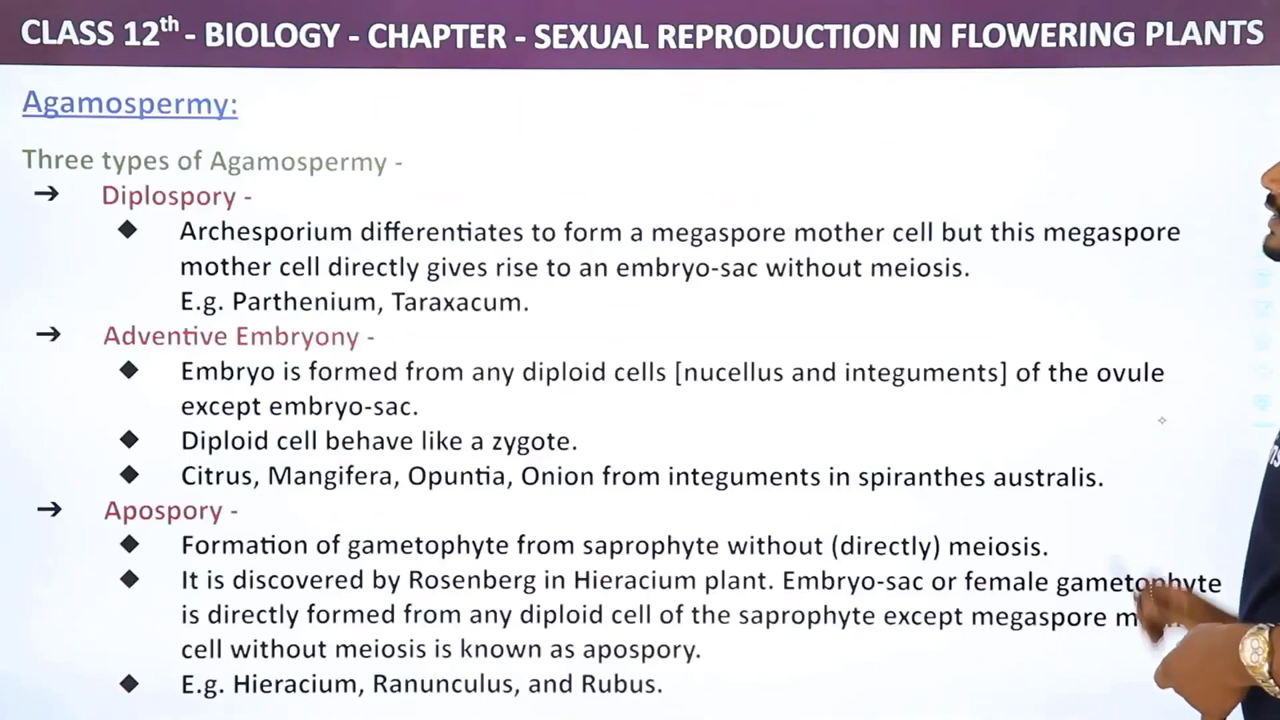 CLASS 12th - BIOLOGY - CHAPTER - SEXUAL REPRODUCTION IN FLOWERING PLANTS
Agamospermy:
Three types of Agamospermy -
➔ Diplospory -
◆ Archesporium differentiates to form a megaspore mother cell but this megaspore
mother cell directly gives rise to an embryo-sac without meiosis.
E.g. Parthenium, Taraxacum.
➔ Adventive Embryony -
◆ Embryo is formed from any diploid cells [nucellus and integuments] of the ovule
except embryo-sac.
◆ Diploid cell behave like a zygote.
◆ Citrus, Mangifera, Opuntia, Onion from integuments in spiranthes australis.
➔ Apospory -
◆ Formation of gametophyte from saprophyte without (directly) meiosis.
◆ It is discovered by Rosenberg in Hieracium plant. Embryo-sac or female gametophyte
is directly formed from any diploid cell of the saprophyte except megaspore
cell without meiosis is known as apospory.
◆ E.g. Hieracium, Ranunculus, and Rubus.